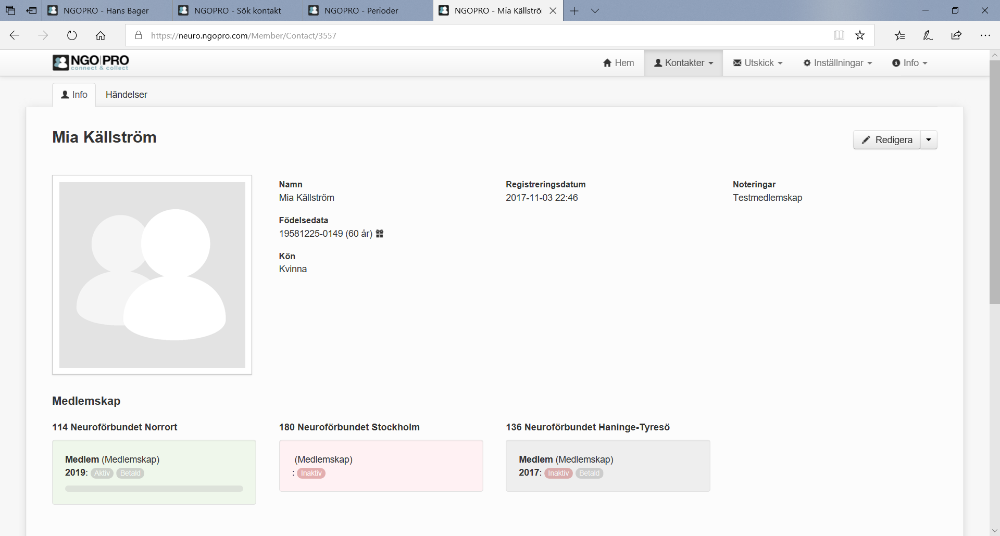 NGOPRO - Hans Bager
NGOPRO - Sök kontakt
NGOPRO - Perioder
NGOPRO - Mia Källströ
https://neuro.ngopro.com/Member/Contact/3557
NGO|PRO
connect & collect
Hem
Kontakter
Utskick
Inställningar
Info
Info
Händelser
Mia Källström
Redigera
Namn
Mia Källström
Födelsedata
19581225-0149 (60 år)
Kön
Kvinna
Registreringsdatum
2017-11-03 22:46
Noteringar
Testmedlemskap
Medlemskap
114 Neuroförbundet Norrort
Medlem (Medlemskap)
2019: Aktiv Betald
180 Neuroförbundet Stockholm
(Medlemskap)
: Inaktiv
136 Neuroförbundet Haninge-Tyresö
Medlem (Medlemskap)
2017: Inaktiv Betald